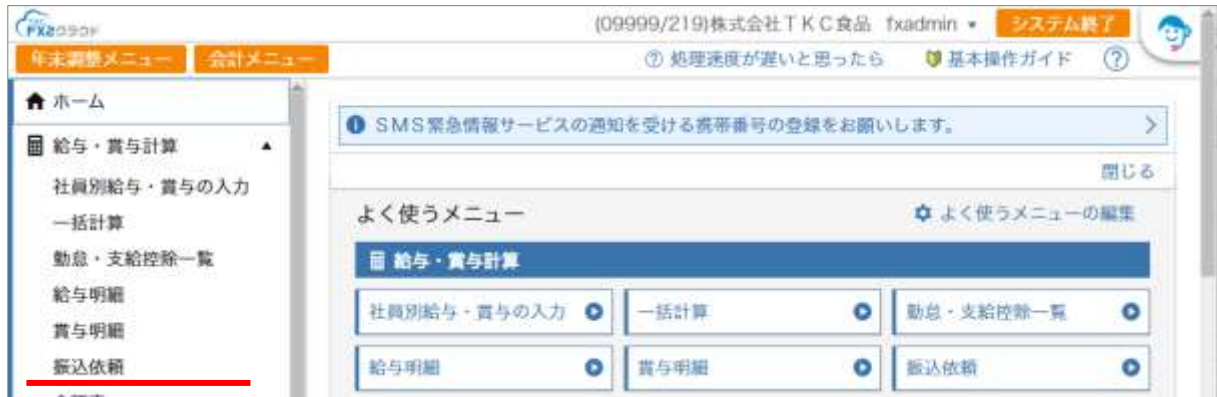 FX2クラウド
(09999/219)株式会社TKC食品 fxadmin
システム終了
年末調整メニュー 会計メニュー
処理速度が遅いと思ったら 基本操作ガイド
ホーム
SMS緊急情報サービスの通知を受ける携帯番号の登録をお願いします。
給与・賞与計算
閉じる
社員別給与・賞与の入力
一括計算
勤怠・支給控除一覧
給与明細
賞与明細
振込依頼
よく使うメニュー よく使うメニューの編集
給与・賞与計算
社員別給与・賞与の入力 一括計算 勤怠・支給控除一覧
給与明細 賞与明細 振込依頼